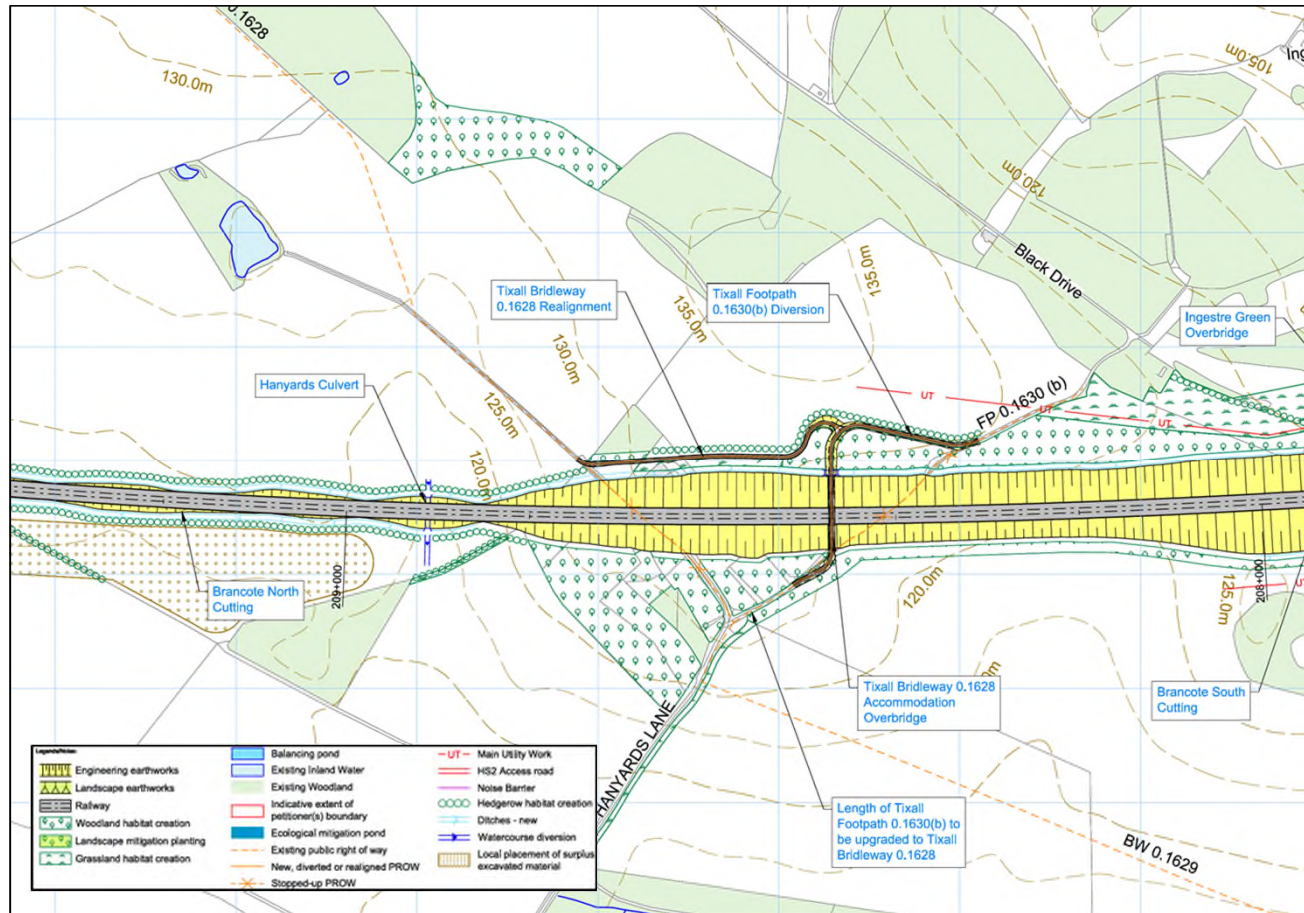 0.1628
130.0m
105.0m
Ing
120.0m
Black Drive
135.0m
135.0m
130.0m
125.0m
120.0m
Tixall Bridleway
0.1628 Realignment
Tixall Footpath
0.1630(b) Diversion
Ingestre Green
Overbridge
Hanyards Culvert
UT
UT
UT
FP 0.1630 (b)
Brancote North
Cutting
209+000
208+000
120.0m
125.0m
UT
Tixall Bridleway 0.1628
Accommodation
Overbridge
Brancote South
Cutting
HANYARDS LANE
Length of Tixall
Footpath 0.1630(b) to
be upgraded to Tixall
Bridleway 0.1628
BW 0.1629
Legends/Notes:
Engineering earthworks
Landscape earthworks
Railway
Woodland habitat creation
Landscape mitigation planting
Grassland habitat creation
Balancing pond
Existing Inland Water
Existing Woodland
Indicative extent of
petitioner(s) boundary
Ecological mitigation pond
Existing public right of way
New, diverted or realigned PROW
Stopped-up PROW
UT Main Utility Work
HS2 Access road
Noise Barrier
Hedgerow habitat creation
Ditches - new
Watercourse diversion
Local placement of surplus
excavated material